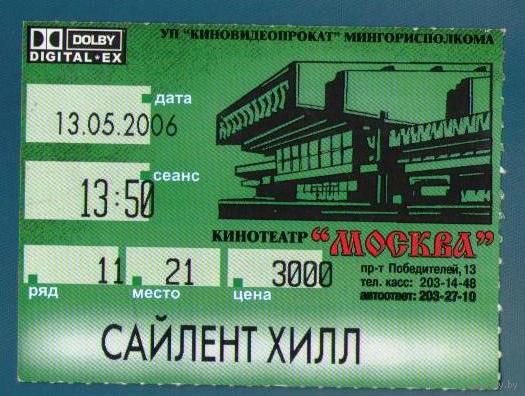 УП "КИНОВИДЕОПРОКАТ" МИНГОРИСПОЛКОМА
DOLBY
DIGITAL•EX
дата
13.05.2006
сеанс
13:50
КИНОТЕАТР "МОСКВА"
пр-т Победителей, 13
тел. касс: 203-14-48
автоответ: 203-27-10
11 21 3000
ряд место цена
САЙЛЕНТ ХИЛЛ